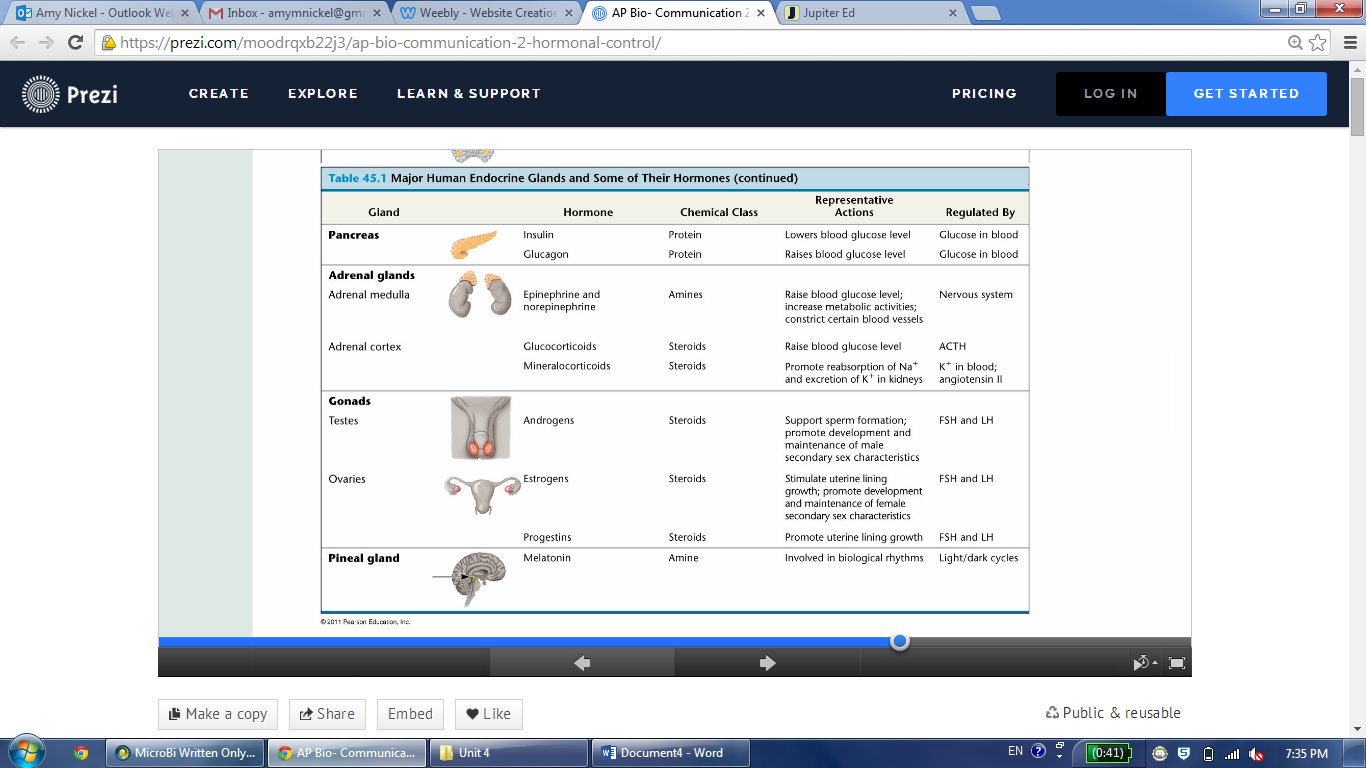 Amy Nickel - Outlook We
Inbox - amymnickel@gma
Weebly - Website Creation
AP Bio- Communication 2
Jupiter Ed
https://prezi.com/moodrqxb22j3/ap-bio-communication-2-hormonal-control/
Prezi CREATE EXPLORE LEARN & SUPPORT PRICING LOG IN GET STARTED
Table 45.1 Major Human Endocrine Glands and Some of Their Hormones (continued)
Representative
Gland Hormone Chemical Class Actions Regulated By
Pancreas Insulin Protein Lowers blood glucose level Glucose in blood
Glucagon Protein Raises blood glucose level Glucose in blood
Adrenal glands
Adrenal medulla Epinephrine and Amines Raise blood glucose level; Nervous system
norepinephrine increase metabolic activities;
constrict certain blood vessels
Adrenal cortex Glucocorticoids Steroids Raise blood glucose level ACTH
Mineralocorticoids Steroids Promote reabsorption of Na⁺ K⁺ in blood;
and excretion of K⁺ in kidneys angiotensin II
Gonads
Testes Androgens Steroids Support sperm formation; FSH and LH
promote development and
maintenance of male
secondary sex characteristics
Ovaries Estrogens Steroids Stimulate uterine lining FSH and LH
growth; promote development
and maintenance of female
secondary sex characteristics
Progestins Steroids Promote uterine lining growth FSH and LH
Pineal gland Melatonin Amine Involved in biological rhythms Light/dark cycles
© 2011 Pearson Education, Inc.
Make a copy Share Embed Like Public & reusable
MicroBi Written Only... AP Bio- Communica... Unit 4 Document4 - Word EN (0:41) 7:35 PM